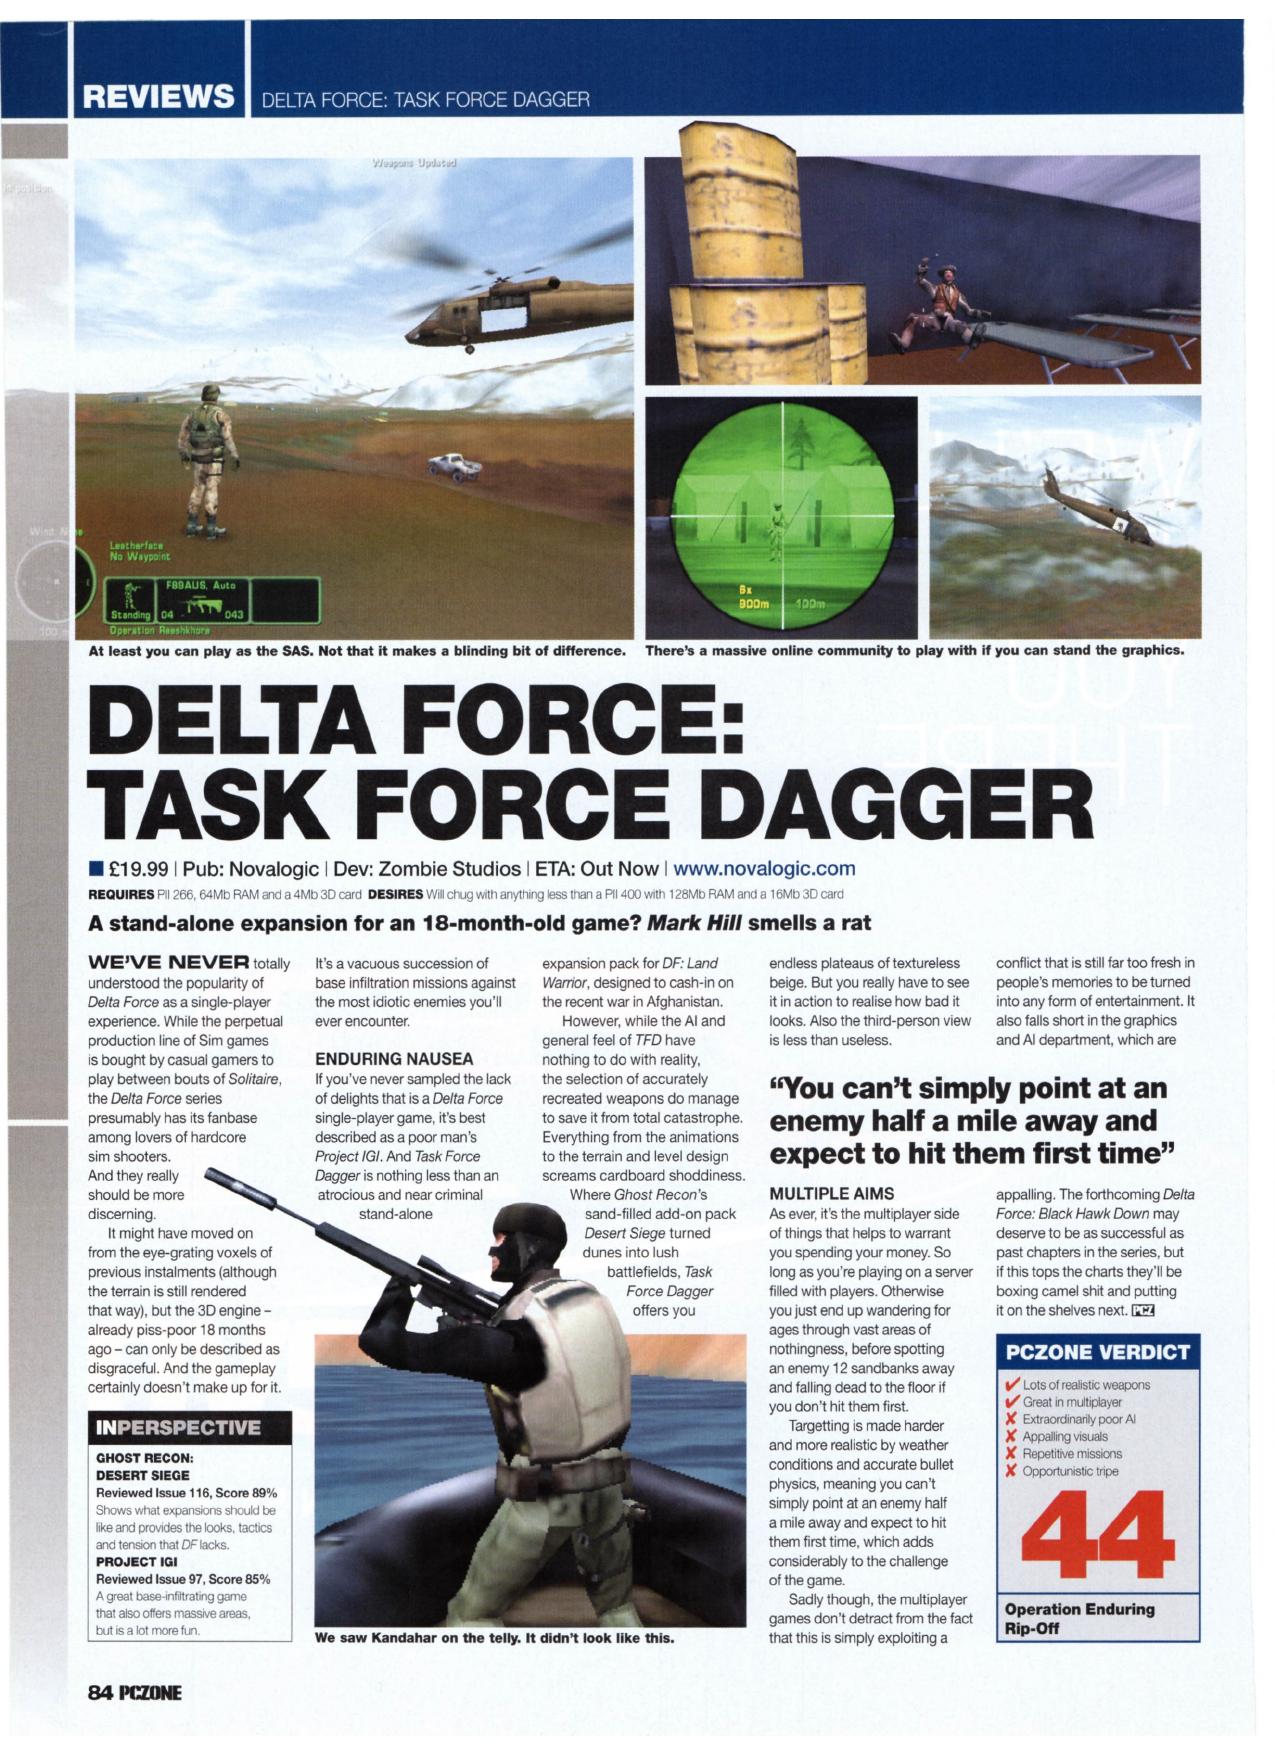 REVIEWS
DELTA FORCE: TASK FORCE DAGGER
Weapons Updated
in position
Wind: None
Leatherface
No Waypoint
F89AUS, Auto
Standing 04 - 043
Operation Reeshkhora
100 m
6x
900m 100m
At least you can play as the SAS. Not that it makes a blinding bit of difference.
There's a massive online community to play with if you can stand the graphics.
DELTA FORCE:
TASK FORCE DAGGER
£19.99 | Pub: Novalogic | Dev: Zombie Studios | ETA: Out Now | www.novalogic.com
REQUIRES PII 266, 64Mb RAM and a 4Mb 3D card DESIRES Will chug with anything less than a PII 400 with 128Mb RAM and a 16Mb 3D card
A stand-alone expansion for an 18-month-old game? Mark Hill smells a rat
WE'VE NEVER totally
understood the popularity of
Delta Force as a single-player
experience. While the perpetual
production line of Sim games
is bought by casual gamers to
play between bouts of Solitaire,
the Delta Force series
presumably has its fanbase
among lovers of hardcore
sim shooters.
And they really
should be more
discerning.
It might have moved on
from the eye-grating voxels of
previous instalments (although
the terrain is still rendered
that way), but the 3D engine –
already piss-poor 18 months
ago – can only be described as
disgraceful. And the gameplay
certainly doesn't make up for it.
INPERSPECTIVE
GHOST RECON:
DESERT SIEGE
Reviewed Issue 116, Score 89%
Shows what expansions should be
like and provides the looks, tactics
and tension that DF lacks.
PROJECT IGI
Reviewed Issue 97, Score 85%
A great base-infiltrating game
that also offers massive areas,
but is a lot more fun.
It's a vacuous succession of
base infiltration missions against
the most idiotic enemies you'll
ever encounter.
ENDURING NAUSEA
If you've never sampled the lack
of delights that is a Delta Force
single-player game, it's best
described as a poor man's
Project IGI. And Task Force
Dagger is nothing less than an
atrocious and near criminal
stand-alone
expansion pack for DF: Land
Warrior, designed to cash-in on
the recent war in Afghanistan.
However, while the AI and
general feel of TFD have
nothing to do with reality,
the selection of accurately
recreated weapons do manage
to save it from total catastrophe.
Everything from the animations
to the terrain and level design
screams cardboard shoddiness.
Where Ghost Recon's
sand-filled add-on pack
Desert Siege turned
dunes into lush
battlefields, Task
Force Dagger
offers you
We saw Kandahar on the telly. It didn't look like this.
endless plateaus of textureless
beige. But you really have to see
it in action to realise how bad it
looks. Also the third-person view
is less than useless.
"You can't simply point at an
enemy half a mile away and
expect to hit them first time"
MULTIPLE AIMS
As ever, it's the multiplayer side
of things that helps to warrant
you spending your money. So
long as you're playing on a server
filled with players. Otherwise
you just end up wandering for
ages through vast areas of
nothingness, before spotting
an enemy 12 sandbanks away
and falling dead to the floor if
you don't hit them first.
Targetting is made harder
and more realistic by weather
conditions and accurate bullet
physics, meaning you can't
simply point at an enemy half
a mile away and expect to hit
them first time, which adds
considerably to the challenge
of the game.
Sadly though, the multiplayer
games don't detract from the fact
that this is simply exploiting a
conflict that is still far too fresh in
people's memories to be turned
into any form of entertainment. It
also falls short in the graphics
and AI department, which are
appalling. The forthcoming Delta
Force: Black Hawk Down may
deserve to be as successful as
past chapters in the series, but
if this tops the charts they'll be
boxing camel shit and putting
it on the shelves next. PCZ
PCZONE VERDICT
Lots of realistic weapons
Great in multiplayer
Extraordinarily poor AI
Appalling visuals
Repetitive missions
Opportunistic tripe
44
Operation Enduring
Rip-Off
84 PCZONE